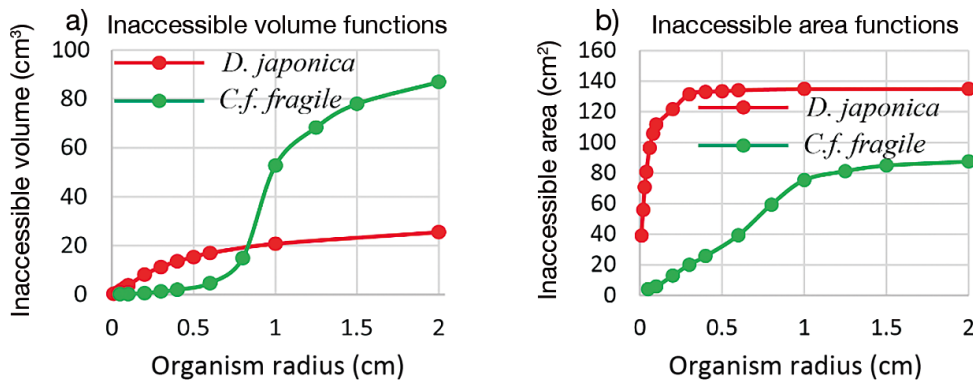 a) Inaccessible volume functions
Inaccessible volume (cm³)
100
80
60
40
20
0
D. japonica
C.f. fragile
0 0.5 1 1.5 2
Organism radius (cm)
b) Inaccessible area functions
Inaccessible area (cm²)
160
140
120
100
80
60
40
20
0
D. japonica
C.f. fragile
0 0.5 1 1.5 2
Organism radius (cm)